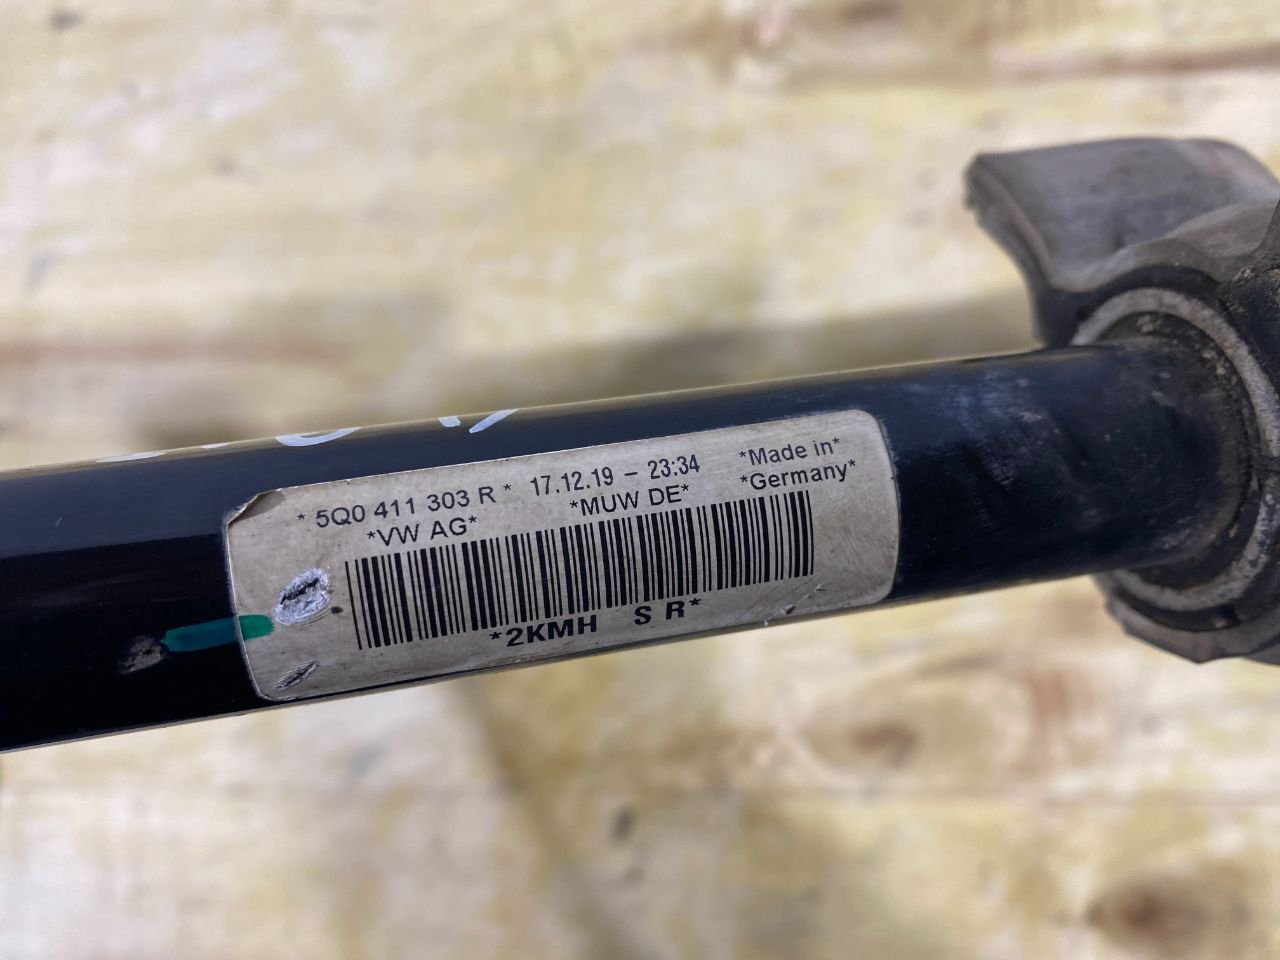 * 5Q0 411 303 R * 17.12.19 – 23:34 *Made in*
*VW AG* *MUW DE* *Germany*
*2KMH S R*